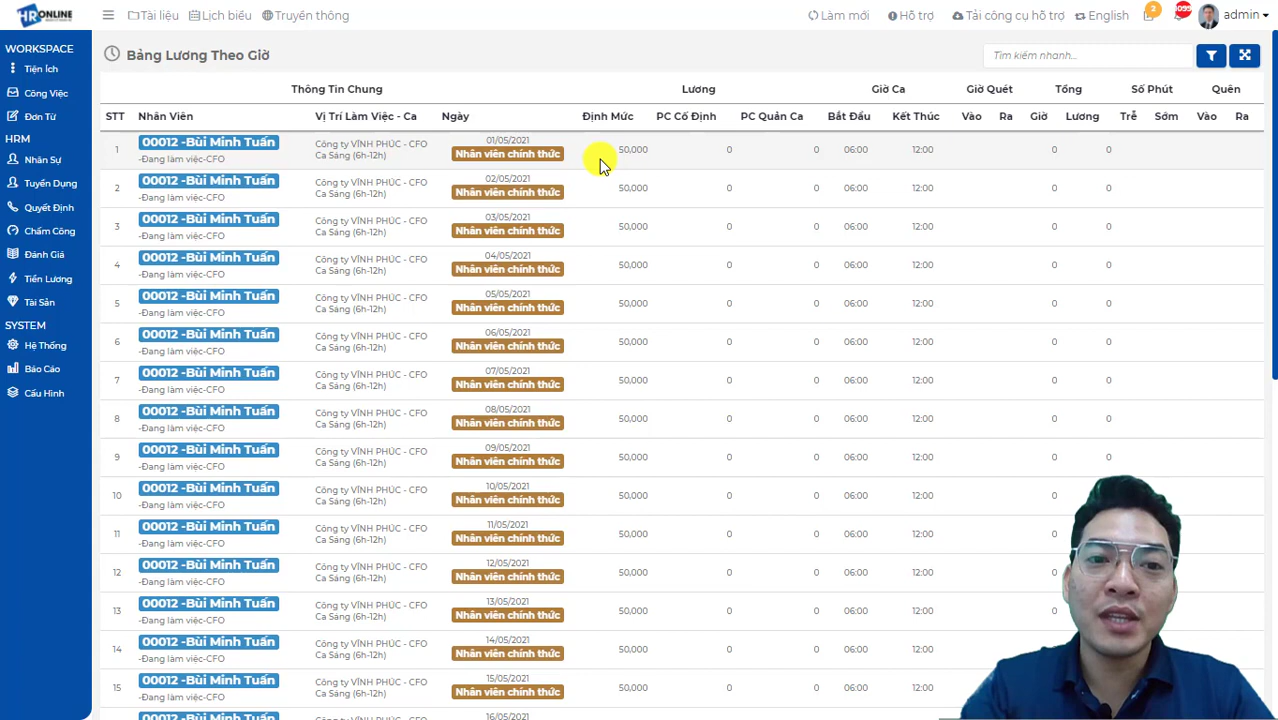 HR ONLINE
Tài liệu Lịch biểu Truyền thông Làm mới Hỗ trợ Tải công cụ hỗ trợ English 2 1095 admin
WORKSPACE
Tiện Ích
Công Việc
Đơn Từ
HRM
Nhân Sự
Tuyển Dụng
Quyết Định
Chấm Công
Đánh Giá
Tiền Lương
Tài Sản
SYSTEM
Hệ Thống
Báo Cáo
Cấu Hình
Bảng Lương Theo Giờ
Tìm kiếm nhanh...
Thông Tin Chung Lương Giờ Ca Giờ Quét Tổng Số Phút Quên
STT Nhân Viên Vị Trí Làm Việc - Ca Ngày Định Mức PC Cố Định PC Quản Ca Bắt Đầu Kết Thúc Vào Ra Giờ Lương Trễ Sớm Vào Ra
1 00012 -Bùi Minh Tuấn Công ty VĨNH PHÚC - CFO 01/05/2021 50,000 0 0 06:00 12:00 0 0
-Đang làm việc-CFO Ca Sáng (6h-12h) Nhân viên chính thức
2 00012 -Bùi Minh Tuấn Công ty VĨNH PHÚC - CFO 02/05/2021 50,000 0 0 06:00 12:00 0 0
-Đang làm việc-CFO Ca Sáng (6h-12h) Nhân viên chính thức
3 00012 -Bùi Minh Tuấn Công ty VĨNH PHÚC - CFO 03/05/2021 50,000 0 0 06:00 12:00 0 0
-Đang làm việc-CFO Ca Sáng (6h-12h) Nhân viên chính thức
4 00012 -Bùi Minh Tuấn Công ty VĨNH PHÚC - CFO 04/05/2021 50,000 0 0 06:00 12:00 0 0
-Đang làm việc-CFO Ca Sáng (6h-12h) Nhân viên chính thức
5 00012 -Bùi Minh Tuấn Công ty VĨNH PHÚC - CFO 05/05/2021 50,000 0 0 06:00 12:00 0 0
-Đang làm việc-CFO Ca Sáng (6h-12h) Nhân viên chính thức
6 00012 -Bùi Minh Tuấn Công ty VĨNH PHÚC - CFO 06/05/2021 50,000 0 0 06:00 12:00 0 0
-Đang làm việc-CFO Ca Sáng (6h-12h) Nhân viên chính thức
7 00012 -Bùi Minh Tuấn Công ty VĨNH PHÚC - CFO 07/05/2021 50,000 0 0 06:00 12:00 0 0
-Đang làm việc-CFO Ca Sáng (6h-12h) Nhân viên chính thức
8 00012 -Bùi Minh Tuấn Công ty VĨNH PHÚC - CFO 08/05/2021 50,000 0 0 06:00 12:00 0 0
-Đang làm việc-CFO Ca Sáng (6h-12h) Nhân viên chính thức
9 00012 -Bùi Minh Tuấn Công ty VĨNH PHÚC - CFO 09/05/2021 50,000 0 0 06:00 12:00 0 0
-Đang làm việc-CFO Ca Sáng (6h-12h) Nhân viên chính thức
10 00012 -Bùi Minh Tuấn Công ty VĨNH PHÚC - CFO 10/05/2021 50,000 0 0 06:00 12:00 0 0
-Đang làm việc-CFO Ca Sáng (6h-12h) Nhân viên chính thức
11 00012 -Bùi Minh Tuấn Công ty VĨNH PHÚC - CFO 11/05/2021 50,000 0 0 06:00 12:00 0 0
-Đang làm việc-CFO Ca Sáng (6h-12h) Nhân viên chính thức
12 00012 -Bùi Minh Tuấn Công ty VĨNH PHÚC - CFO 12/05/2021 50,000 0 0 06:00 12:00 0
-Đang làm việc-CFO Ca Sáng (6h-12h) Nhân viên chính thức
13 00012 -Bùi Minh Tuấn Công ty VĨNH PHÚC - CFO 13/05/2021 50,000 0 0 06:00 12:00 0
-Đang làm việc-CFO Ca Sáng (6h-12h) Nhân viên chính thức
14 00012 -Bùi Minh Tuấn Công ty VĨNH PHÚC - CFO 14/05/2021 50,000 0 0 06:00 12:00
-Đang làm việc-CFO Ca Sáng (6h-12h) Nhân viên chính thức
15 00012 -Bùi Minh Tuấn Công ty VĨNH PHÚC - CFO 15/05/2021 50,000 0 0 06:00
-Đang làm việc-CFO Ca Sáng (6h-12h) Nhân viên chính thức
00012 -Bùi Minh Tuấn Công ty VĨNH PHÚC - CFO 16/05/2021